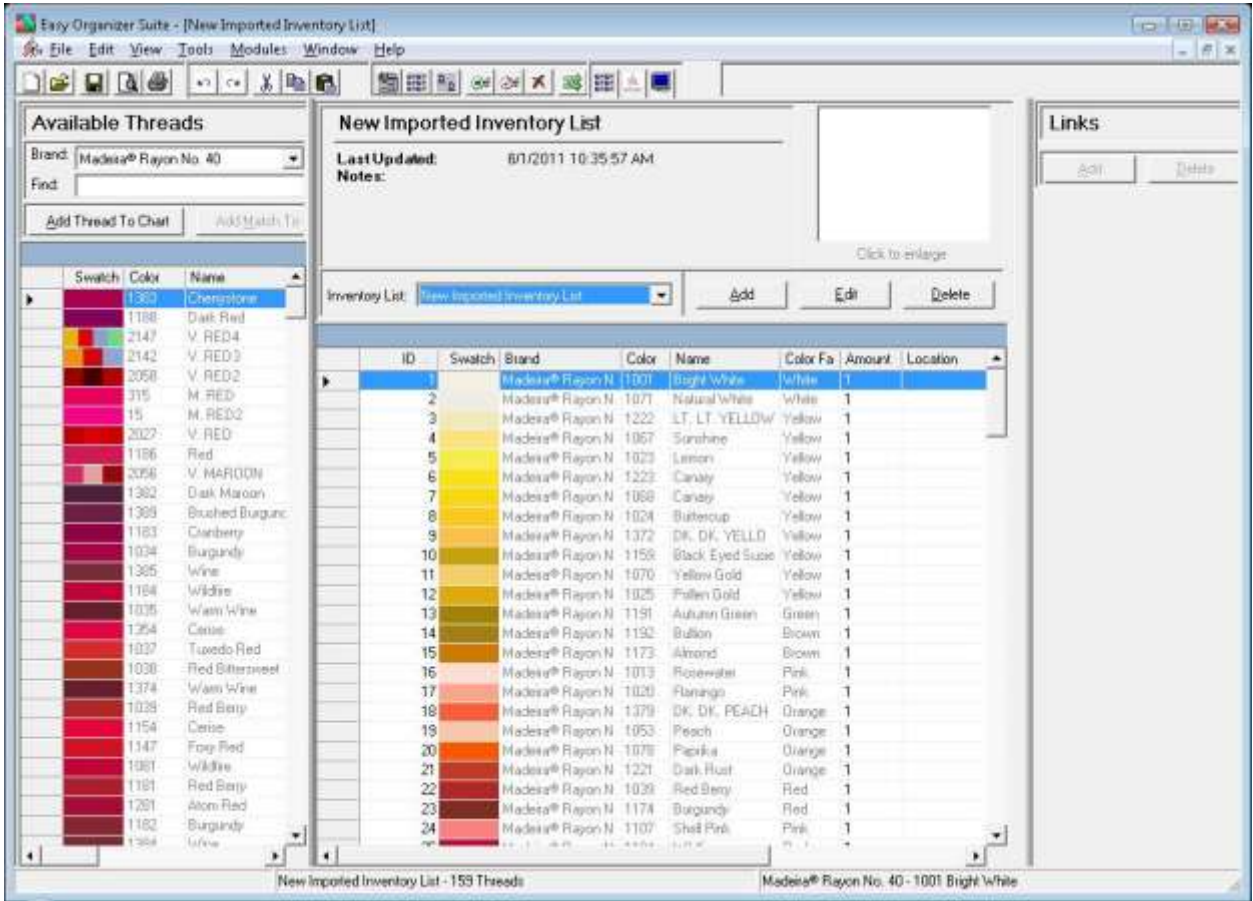 Easy Organizer Suite - [New Imported Inventory List]
File Edit View Tools Modules Window Help
Available Threads
Brand: Madeira® Rayon No. 40
Find:
Add Thread To Chart Add Match To
Swatch Color Name
1383 Cherrystone
1188 Dark Red
2147 V. RED4
2142 V. RED3
2058 V. RED2
315 M. RED
15 M. RED2
2027 V. RED
1186 Red
2056 V. MAROON
1382 Dark Maroon
1389 Brushed Burgunc
1183 Cranberry
1034 Burgundy
1385 Wine
1184 Wildfire
1035 Warm Wine
1354 Cerise
1037 Tuxedo Red
1038 Red Bittersweet
1374 Warm Wine
1039 Red Berry
1154 Cerise
1147 Foxy Red
1081 Wildfire
1181 Red Berry
1281 Atom Red
1182 Burgundy
1384 Wine
New Imported Inventory List
Last Updated: 6/1/2011 10:35:57 AM
Notes:
Click to enlarge
Inventory List: New Imported Inventory List Add Edit Delete
ID Swatch Brand Color Name Color Fa Amount Location
1 Madeira® Rayon N 1001 Bright White White 1
2 Madeira® Rayon N 1071 Natural White White 1
3 Madeira® Rayon N 1222 LT. LT. YELLOW Yellow 1
4 Madeira® Rayon N 1067 Sunshine Yellow 1
5 Madeira® Rayon N 1023 Lemon Yellow 1
6 Madeira® Rayon N 1223 Canary Yellow 1
7 Madeira® Rayon N 1068 Canary Yellow 1
8 Madeira® Rayon N 1024 Buttercup Yellow 1
9 Madeira® Rayon N 1372 DK. DK. YELLO Yellow 1
10 Madeira® Rayon N 1159 Black Eyed Susie Yellow 1
11 Madeira® Rayon N 1070 Yellow Gold Yellow 1
12 Madeira® Rayon N 1025 Pollen Gold Yellow 1
13 Madeira® Rayon N 1191 Autumn Green Green 1
14 Madeira® Rayon N 1192 Bullion Brown 1
15 Madeira® Rayon N 1173 Almond Brown 1
16 Madeira® Rayon N 1013 Rosewater Pink 1
17 Madeira® Rayon N 1020 Flamingo Pink 1
18 Madeira® Rayon N 1379 DK. DK. PEACH Orange 1
19 Madeira® Rayon N 1053 Peach Orange 1
20 Madeira® Rayon N 1078 Paprika Orange 1
21 Madeira® Rayon N 1221 Dark Rust Orange 1
22 Madeira® Rayon N 1039 Red Berry Red 1
23 Madeira® Rayon N 1174 Burgundy Red 1
24 Madeira® Rayon N 1107 Shell Pink Pink 1
Links
Add Delete
New Imported Inventory List - 159 Threads
Madeira® Rayon No. 40 - 1001 Bright White